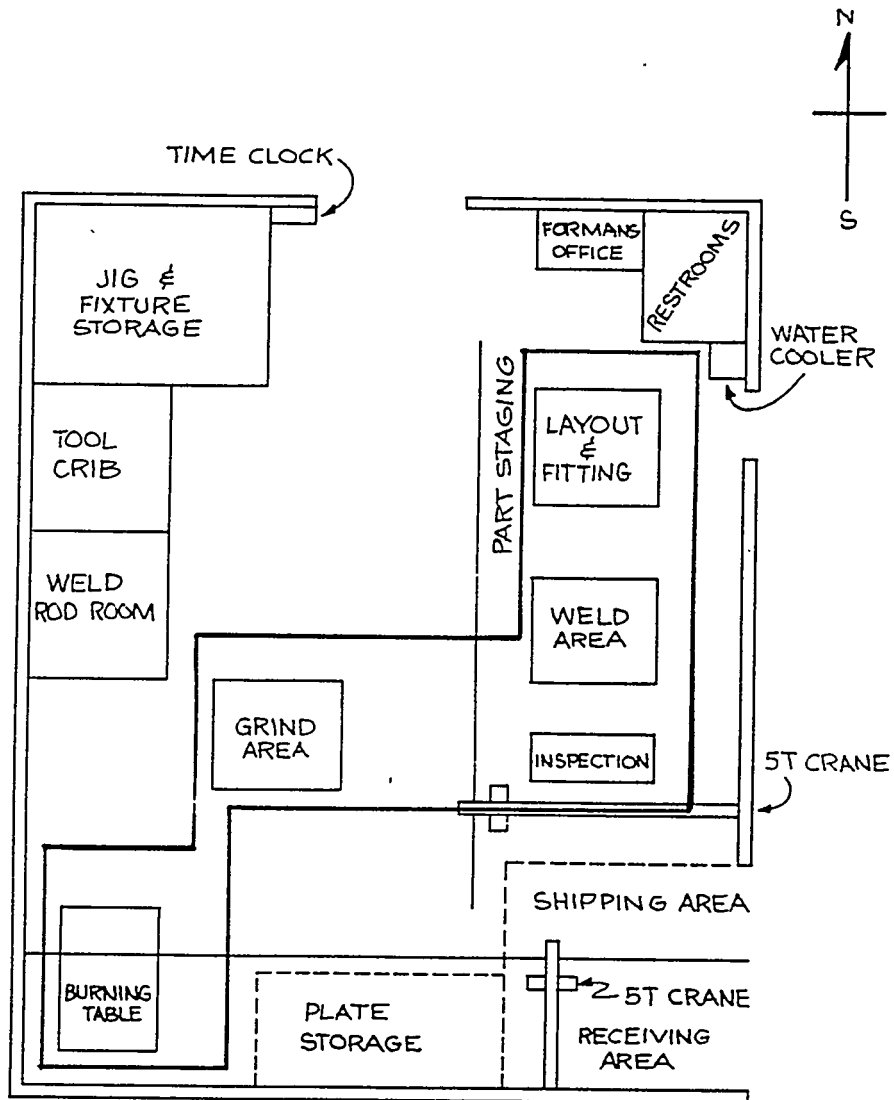 N
S
TIME CLOCK
JIG &
FIXTURE
STORAGE
FORMANS
OFFICE
RESTROOMS
WATER
COOLER
TOOL
CRIB
PART STAGING
LAYOUT
&
FITTING
WELD
ROD ROOM
WELD
AREA
GRIND
AREA
INSPECTION
5T CRANE
SHIPPING AREA
BURNING
TABLE
PLATE
STORAGE
5T CRANE
RECEIVING
AREA